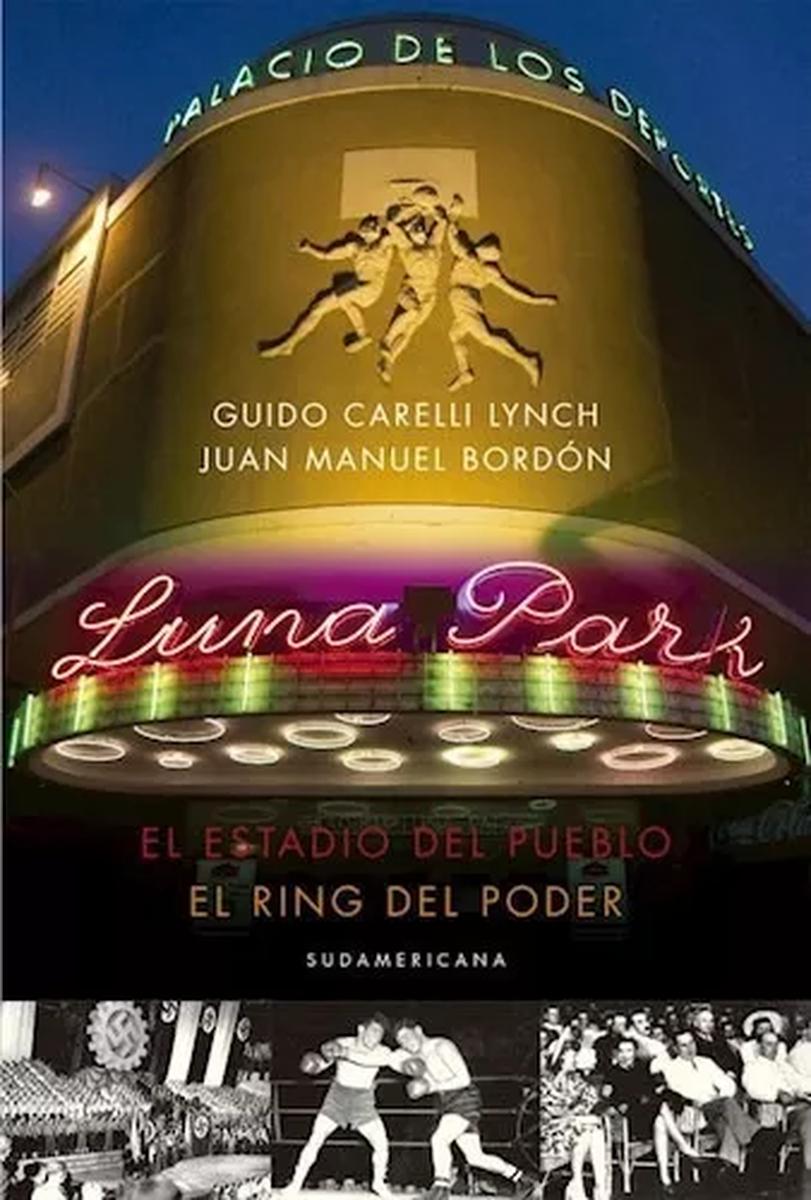 PALACIO DE LOS DEPORTES
GUIDO CARELLI LYNCH
JUAN MANUEL BORDÓN
Luna Park
EL ESTADIO DEL PUEBLO
EL RING DEL PODER
SUDAMERICANA